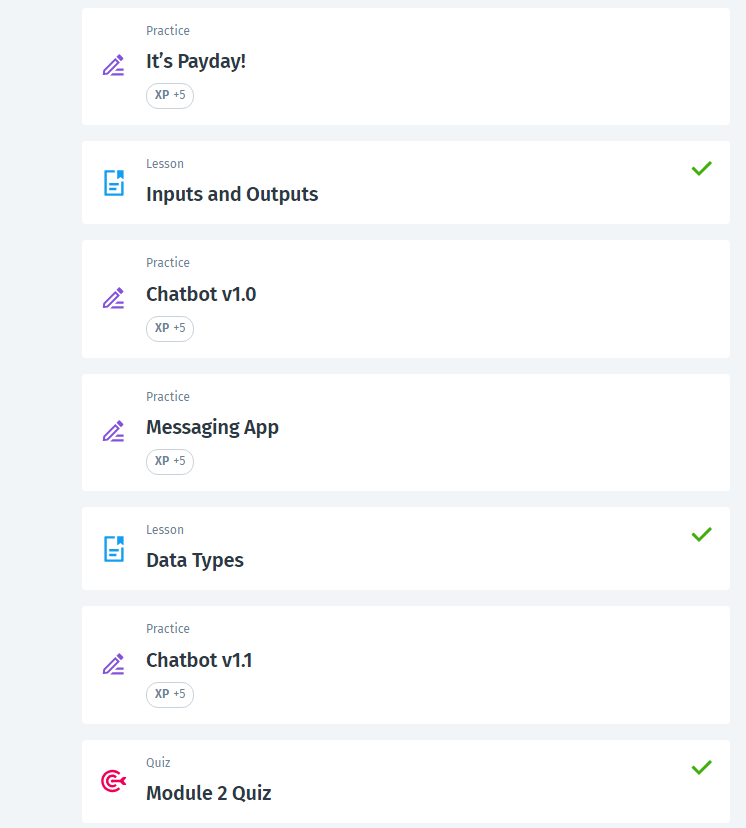 Practice
It’s Payday!
XP +5
Lesson
Inputs and Outputs
Practice
Chatbot v1.0
XP +5
Practice
Messaging App
XP +5
Lesson
Data Types
Practice
Chatbot v1.1
XP +5
Quiz
Module 2 Quiz